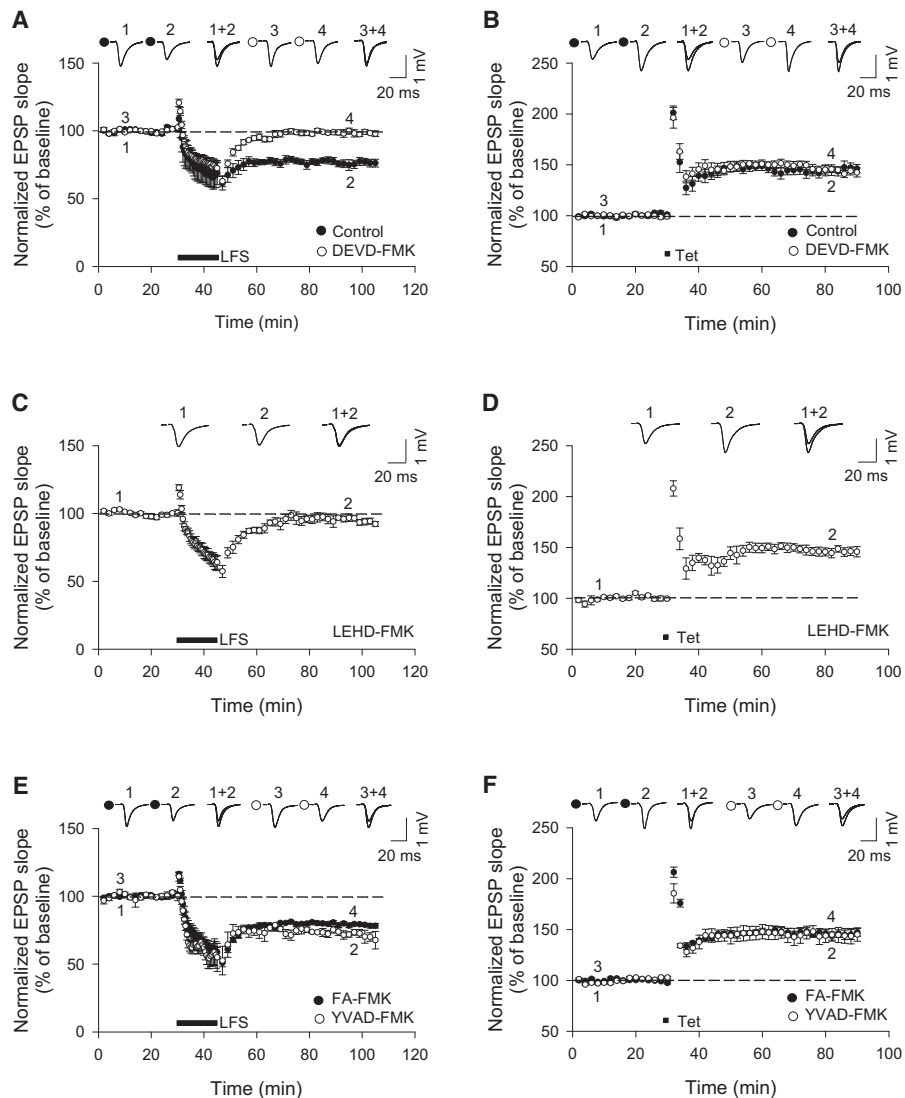 A
1 2 1+2 3 4 3+4
20 ms
1 mV
Normalized EPSP slope
(% of baseline)
150
100
50
0
3
1
4
2
LFS
Control
DEVD-FMK
0 20 40 60 80 100 120
Time (min)
B
1 2 1+2 3 4 3+4
20 ms
1 mV
Normalized EPSP slope
(% of baseline)
250
200
150
100
50
3
1
4
2
Tet
Control
DEVD-FMK
0 20 40 60 80 100
Time (min)
C
1 2 1+2
20 ms
1 mV
Normalized EPSP slope
(% of baseline)
150
100
50
0
1
2
LFS
LEHD-FMK
0 20 40 60 80 100 120
Time (min)
D
1 2 1+2
20 ms
1 mV
Normalized EPSP slope
(% of baseline)
250
200
150
100
50
1
2
Tet
LEHD-FMK
0 20 40 60 80 100
Time (min)
E
1 2 1+2 3 4 3+4
20 ms
1 mV
Normalized EPSP slope
(% of baseline)
150
100
50
0
3
1
4
2
LFS
FA-FMK
YVAD-FMK
0 20 40 60 80 100 120
Time (min)
F
1 2 1+2 3 4 3+4
20 ms
1 mV
Normalized EPSP slope
(% of baseline)
250
200
150
100
50
3
1
4
2
Tet
FA-FMK
YVAD-FMK
0 20 40 60 80 100
Time (min)